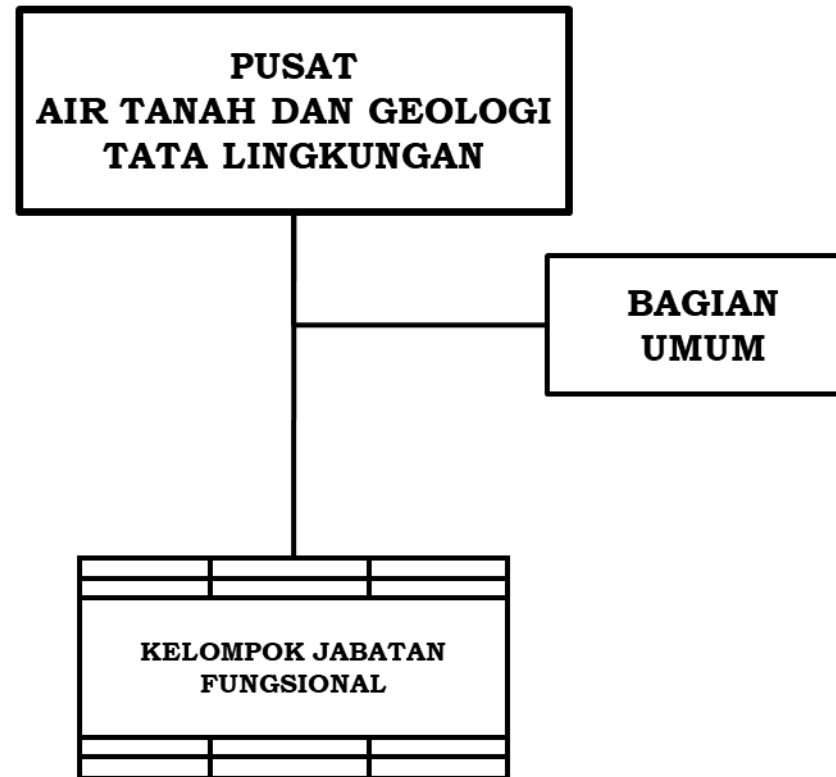 PUSAT
AIR TANAH DAN GEOLOGI
TATA LINGKUNGAN
BAGIAN
UMUM
KELOMPOK JABATAN
FUNGSIONAL